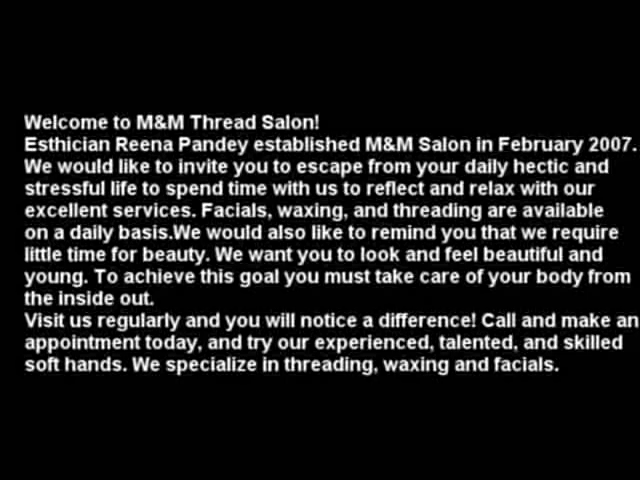 Welcome to M&M Thread Salon!
Esthician Reena Pandey established M&M Salon in February 2007.
We would like to invite you to escape from your daily hectic and
stressful life to spend time with us to reflect and relax with our
excellent services. Facials, waxing, and threading are available
on a daily basis.We would also like to remind you that we require
little time for beauty. We want you to look and feel beautiful and
young. To achieve this goal you must take care of your body from
the inside out.
Visit us regularly and you will notice a difference! Call and make an
appointment today, and try our experienced, talented, and skilled
soft hands. We specialize in threading, waxing and facials.